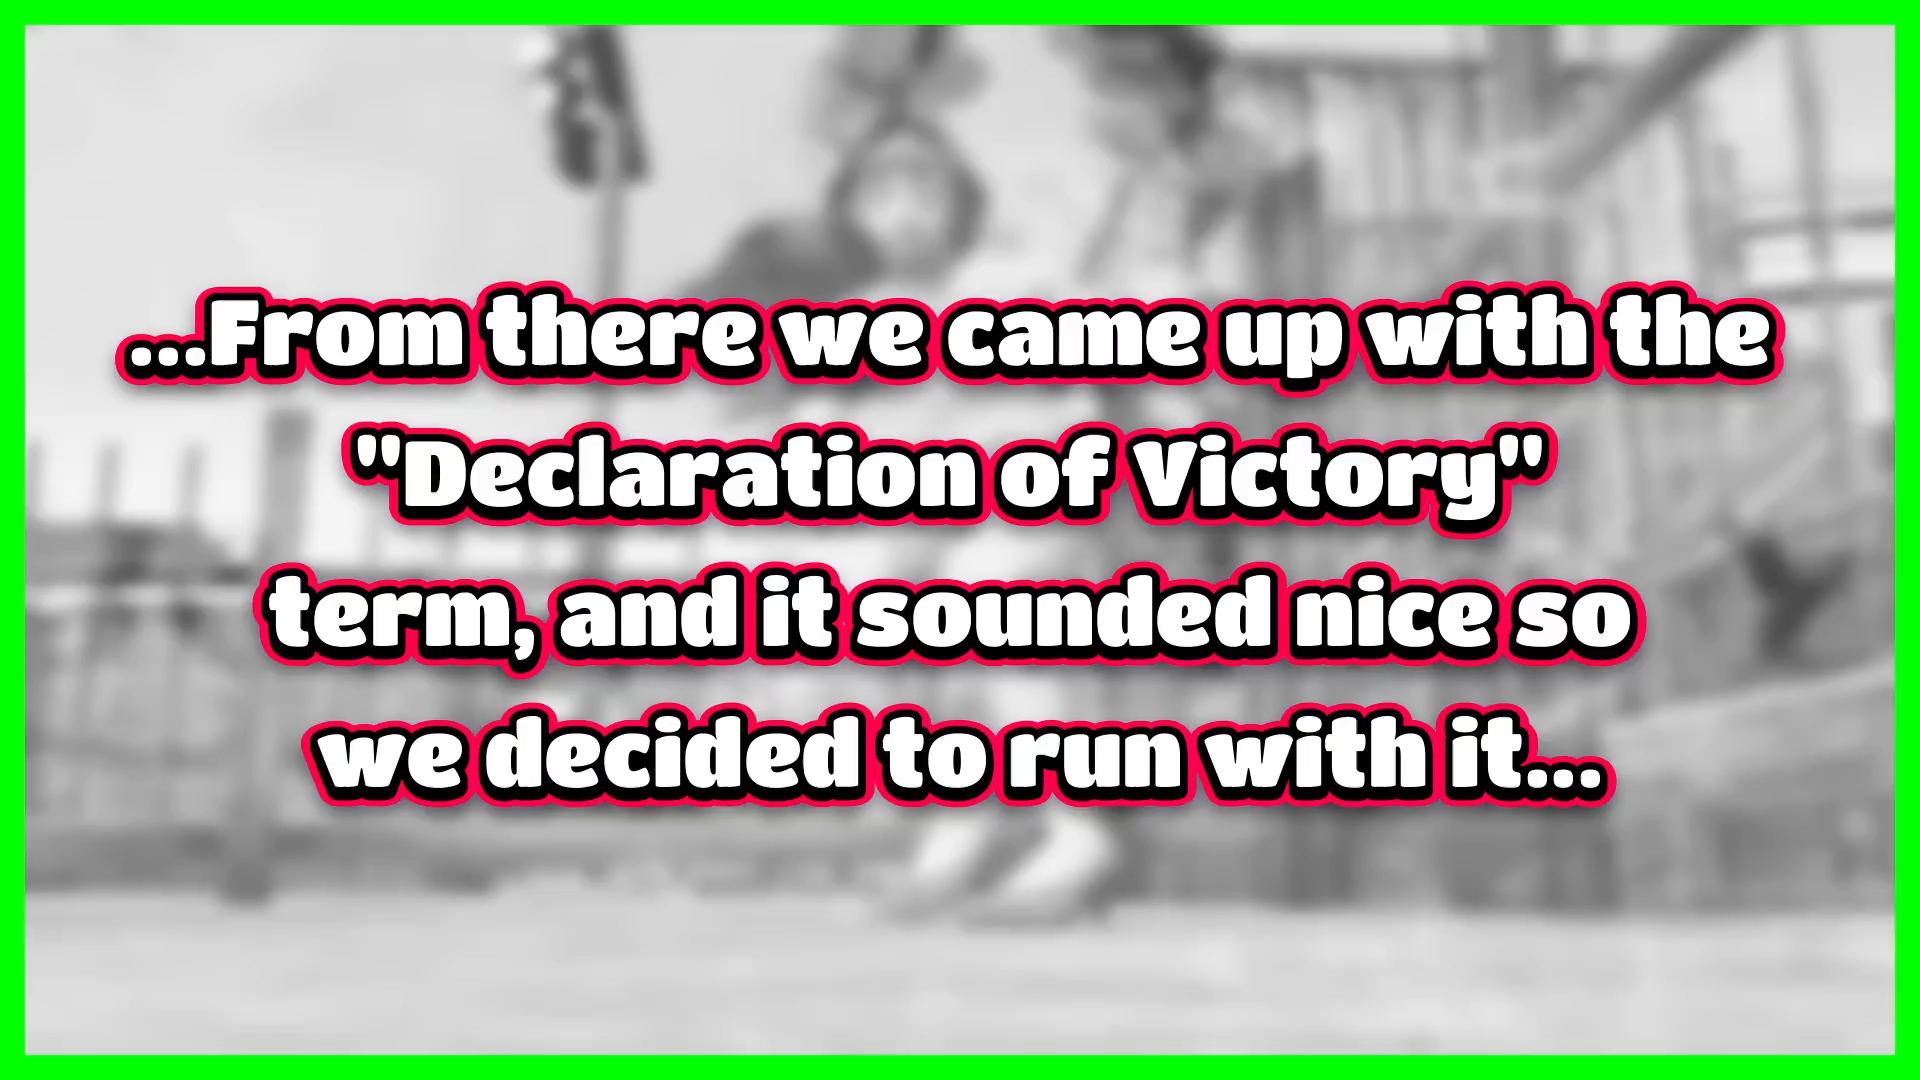 ...From there we came up with the
"Declaration of Victory"
term, and it sounded nice so
we decided to run with it...